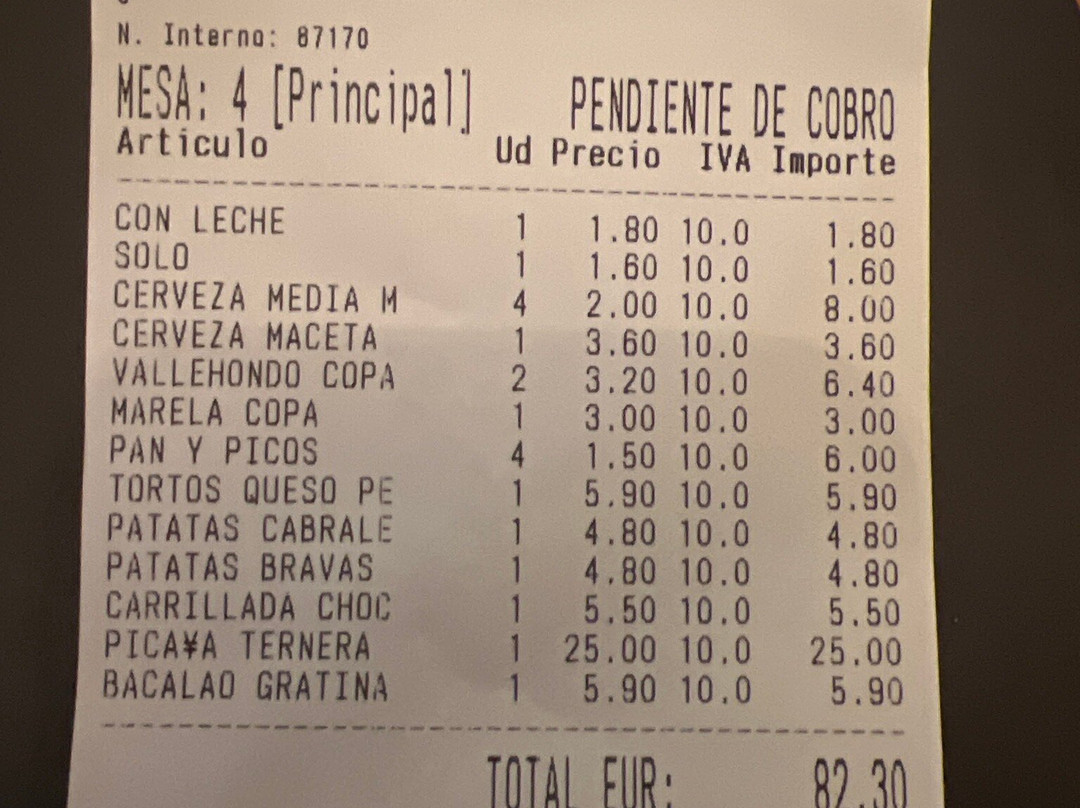 N. Interno: 87170
MESA: 4 [Principal] PENDIENTE DE COBRO
Artículo Ud Precio IVA Importe
CON LECHE 1 1.80 10.0 1.80
SOLO 1 1.60 10.0 1.60
CERVEZA MEDIA M 4 2.00 10.0 8.00
CERVEZA MACETA 1 3.60 10.0 3.60
VALLEHONDO COPA 2 3.20 10.0 6.40
MARELA COPA 1 3.00 10.0 3.00
PAN Y PICOS 4 1.50 10.0 6.00
TORTOS QUESO PE 1 5.90 10.0 5.90
PATATAS CABRALE 1 4.80 10.0 4.80
PATATAS BRAVAS 1 4.80 10.0 4.80
CARRILLADA CHOC 1 5.50 10.0 5.50
PICA¥A TERNERA 1 25.00 10.0 25.00
BACALAO GRATINA 1 5.90 10.0 5.90
TOTAL EUR: 82.30